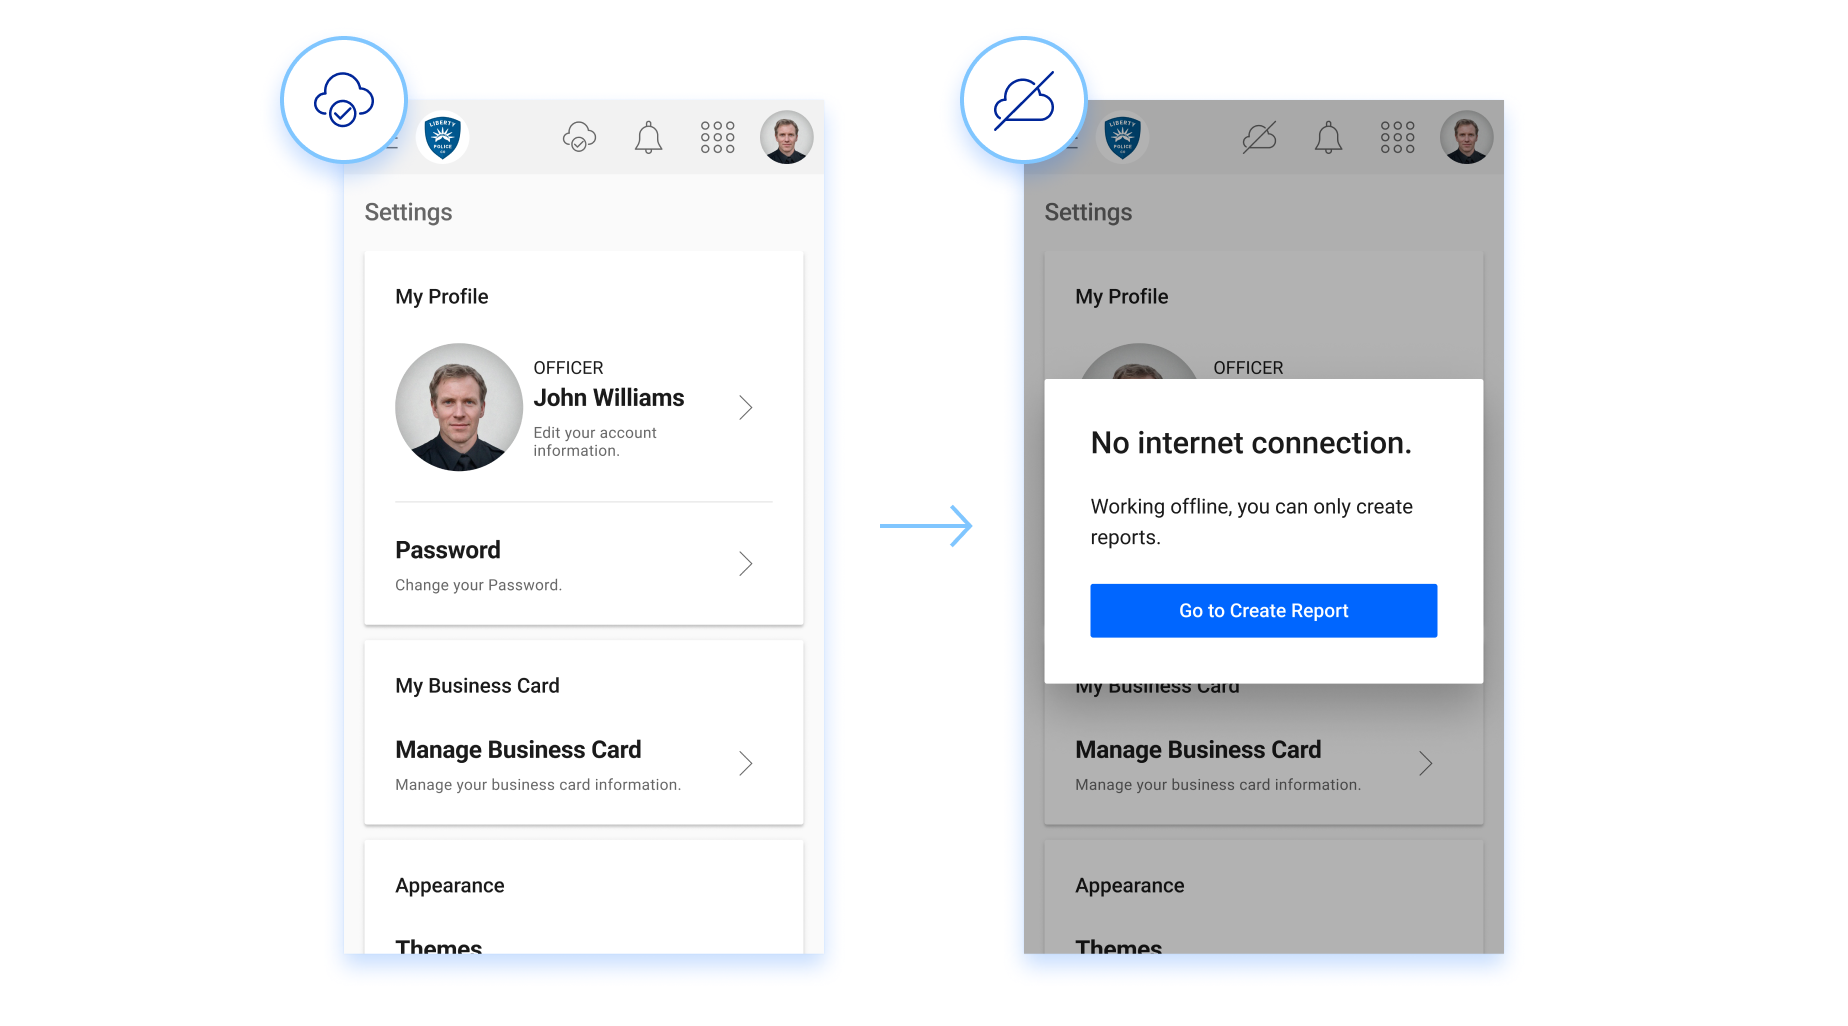 LIBERTY
POLICE
CO
Settings
My Profile
OFFICER
John Williams
Edit your account
information.
Password
Change your Password.
My Business Card
Manage Business Card
Manage your business card information.
Appearance
Themes
LIBERTY
POLICE
CO
Settings
My Profile
OFFICER
No internet connection.
Working offline, you can only create
reports.
Go to Create Report
My Business Card
Manage Business Card
Manage your business card information.
Appearance
Themes